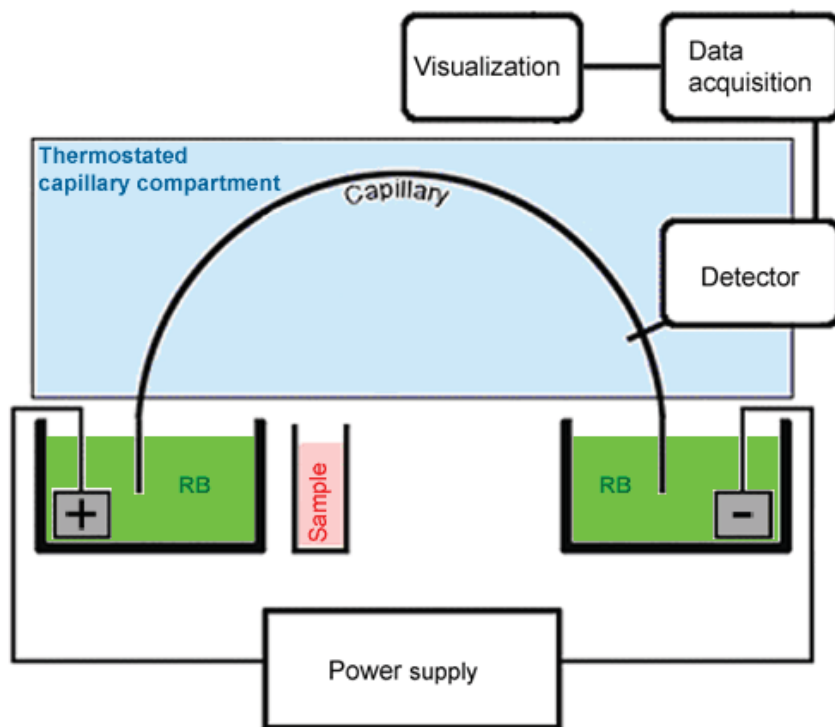 Visualization
Data
acquisition
Thermostated
capillary compartment
Capillary
Detector
RB
Sample
RB
+
-
Power supply